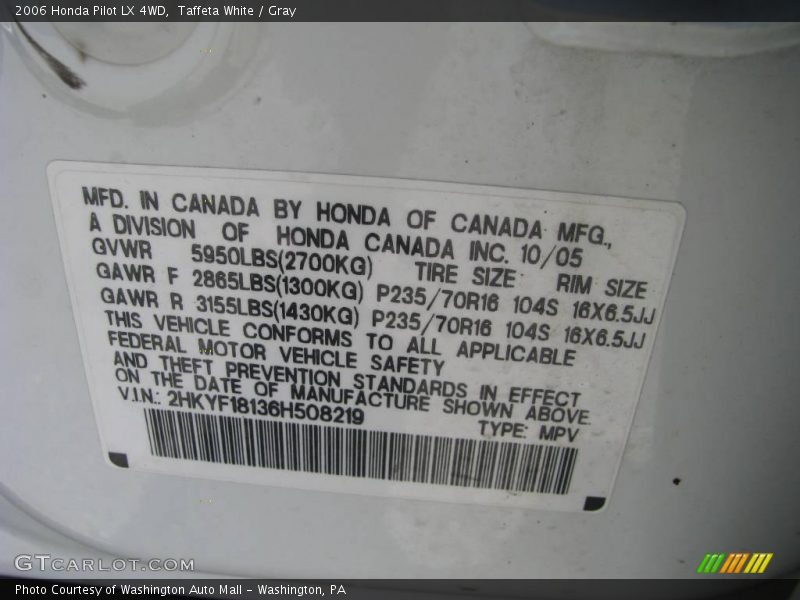 2006 Honda Pilot LX 4WD,  Taffeta White / Gray
MFD. IN CANADA BY HONDA OF CANADA MFG.,
A DIVISION OF HONDA CANADA INC. 10/05
GVWR 5950LBS(2700KG) TIRE SIZE RIM SIZE
GAWR F 2865LBS(1300KG) P235/70R16 104S 16X6.5JJ
GAWR R 3155LBS(1430KG) P235/70R16 104S 16X6.5JJ
THIS VEHICLE CONFORMS TO ALL APPLICABLE
FEDERAL MOTOR VEHICLE SAFETY
AND THEFT PREVENTION STANDARDS IN EFFECT
ON THE DATE OF MANUFACTURE SHOWN ABOVE.
V.I.N.: 2HKYF18136H508219 TYPE: MPV
GTCARLOT.COM
Photo Courtesy of Washington Auto Mall - Washington, PA